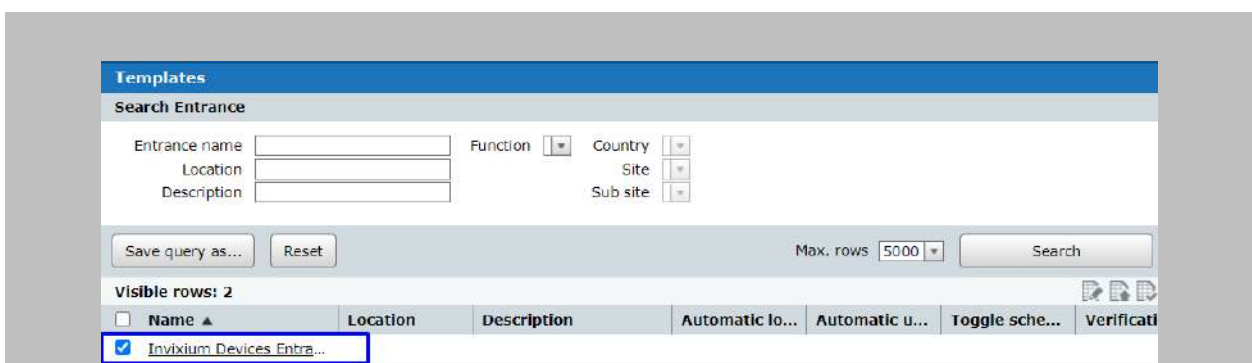 Templates
Search Entrance
Entrance name Function Country
Location Site
Description Sub site
Save query as... Reset Max. rows 5000 Search
Visible rows: 2
Name ▲ Location Description Automatic lo... Automatic u... Toggle sche... Verificati
Invixium Devices Entra...